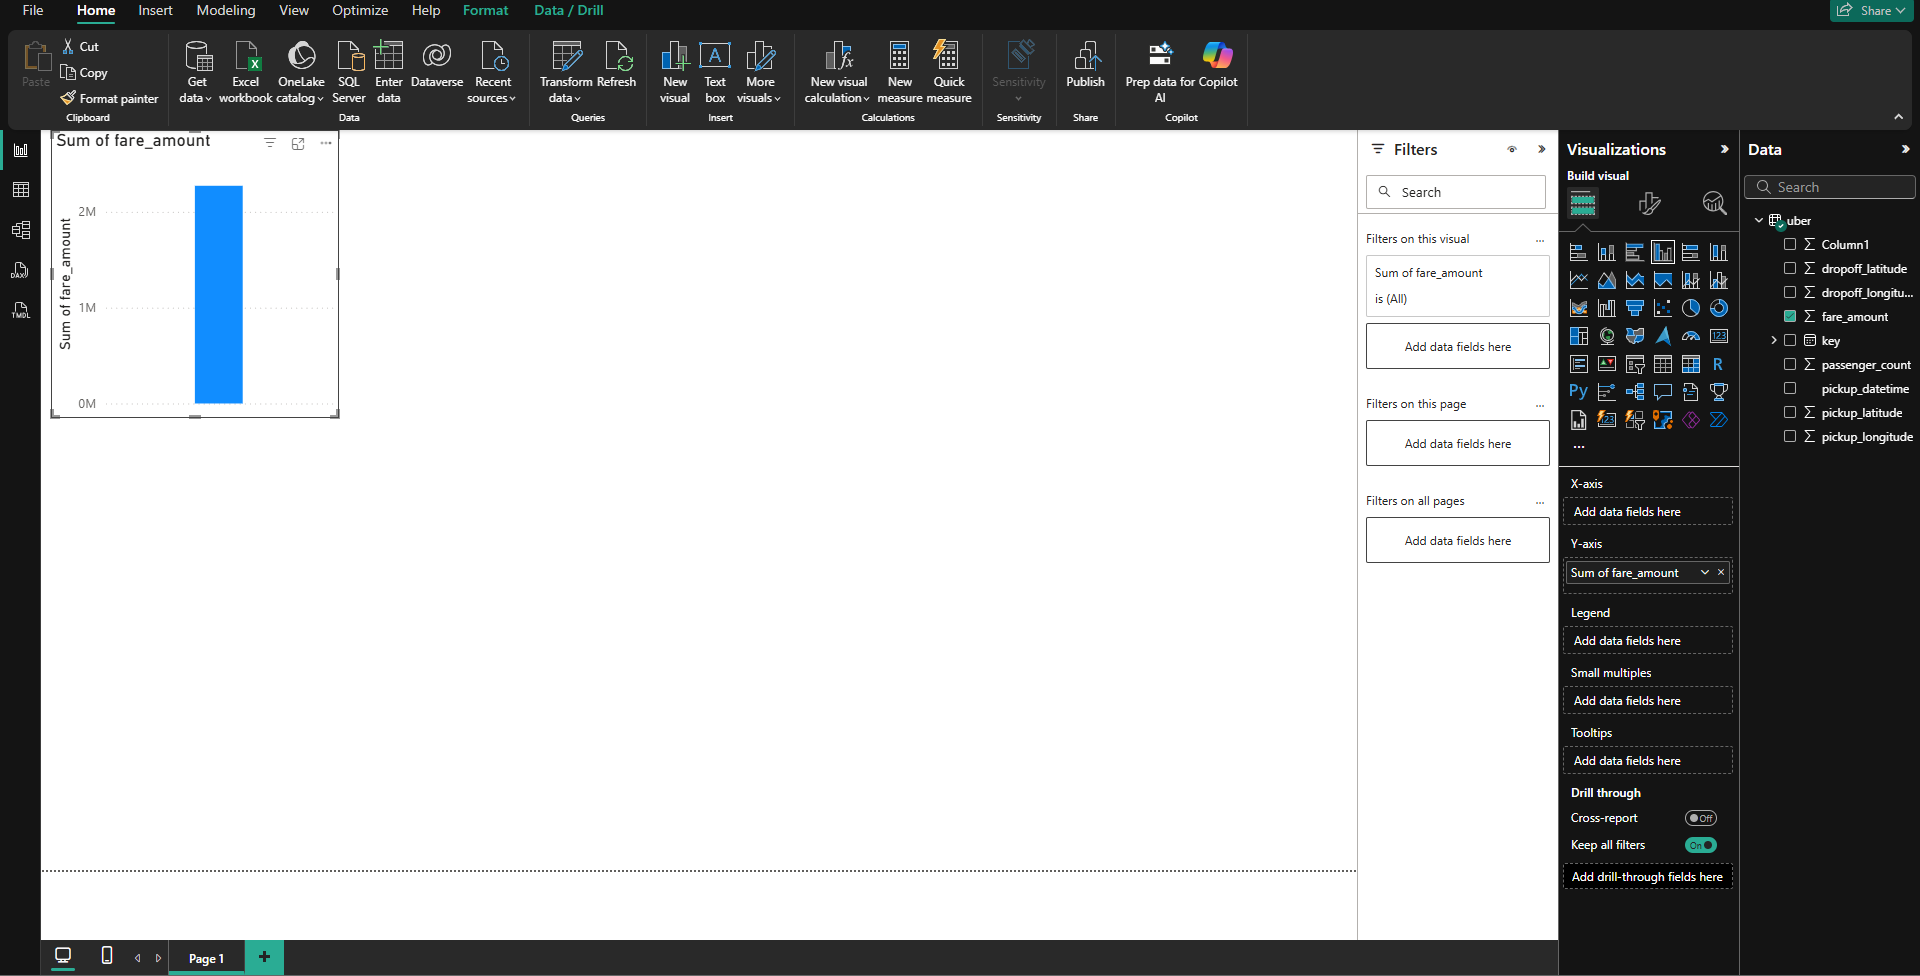 File Home Insert Modeling View Optimize Help Format Data / Drill Share
Paste Cut Copy Format painter
Clipboard
Get data Excel workbook OneLake catalog SQL Server Enter data Dataverse Recent sources
Data
Transform data Refresh
Queries
New visual Text box More visuals
Insert
New visual calculation New measure Quick measure
Calculations
Sensitivity
Sensitivity
Publish
Share
Prep data for AI Copilot
Copilot
Sum of fare_amount
Sum of fare_amount
2M
1M
0M
DAX
TMDL
Filters
Search
Filters on this visual ...
Sum of fare_amount
is (All)
Add data fields here
Filters on this page ...
Add data fields here
Filters on all pages ...
Add data fields here
Visualizations
Build visual
123
R
Py
123
...
X-axis
Add data fields here
Y-axis
Sum of fare_amount
Legend
Add data fields here
Small multiples
Add data fields here
Tooltips
Add data fields here
Drill through
Cross-report Off
Keep all filters On
Add drill-through fields here
Data
Search
uber
Column1
dropoff_latitude
dropoff_longitu...
fare_amount
key
passenger_count
pickup_datetime
pickup_latitude
pickup_longitude
Page 1